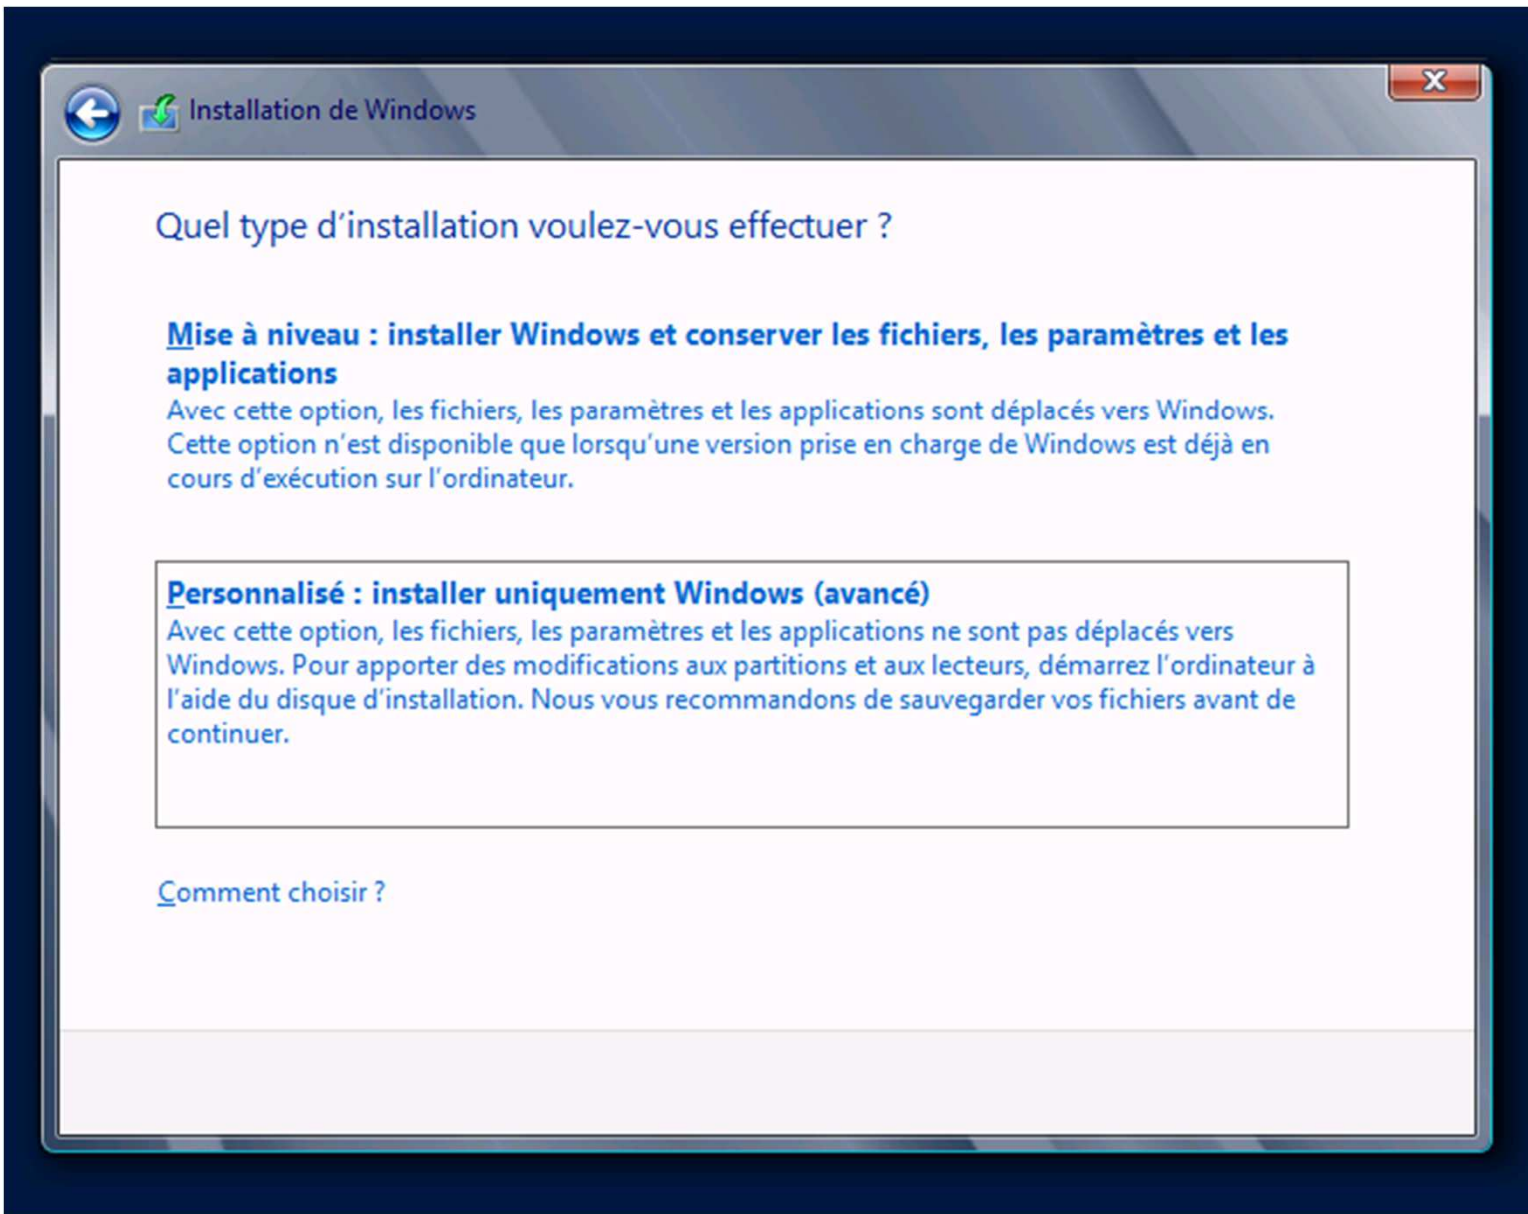 Installation de Windows
Quel type d’installation voulez-vous effectuer ?
Mise à niveau : installer Windows et conserver les fichiers, les paramètres et les
applications
Avec cette option, les fichiers, les paramètres et les applications sont déplacés vers Windows.
Cette option n’est disponible que lorsqu’une version prise en charge de Windows est déjà en
cours d’exécution sur l’ordinateur.
Personnalisé : installer uniquement Windows (avancé)
Avec cette option, les fichiers, les paramètres et les applications ne sont pas déplacés vers
Windows. Pour apporter des modifications aux partitions et aux lecteurs, démarrez l’ordinateur à
l’aide du disque d’installation. Nous vous recommandons de sauvegarder vos fichiers avant de
continuer.
Comment choisir ?